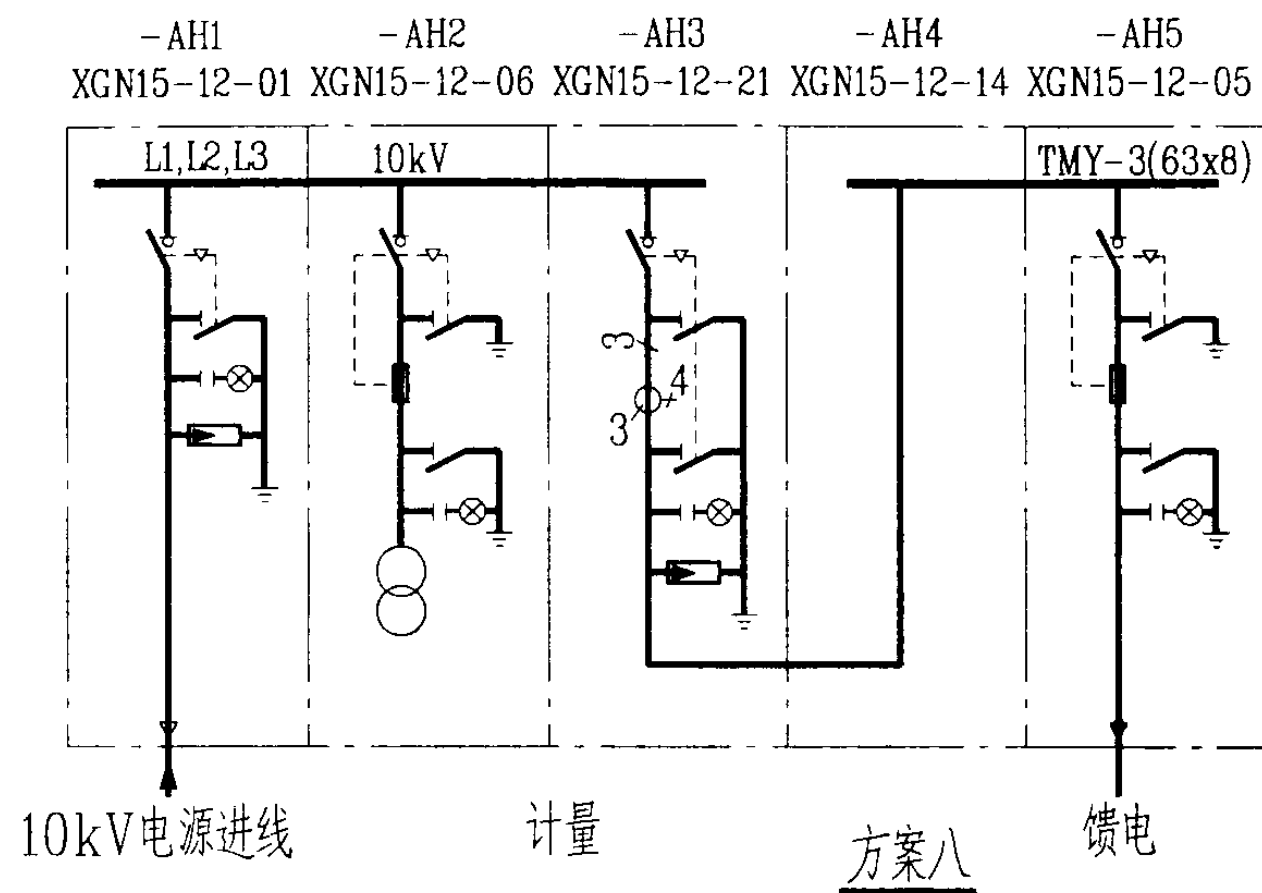 -AH1 -AH2 -AH3 -AH4 -AH5
XGN15-12-01 XGN15-12-06 XGN15-12-21 XGN15-12-14 XGN15-12-05
L1,L2,L3 10kV TMY-3(63x8)
3
4
3
10kV电源进线 计量 馈电
方案八